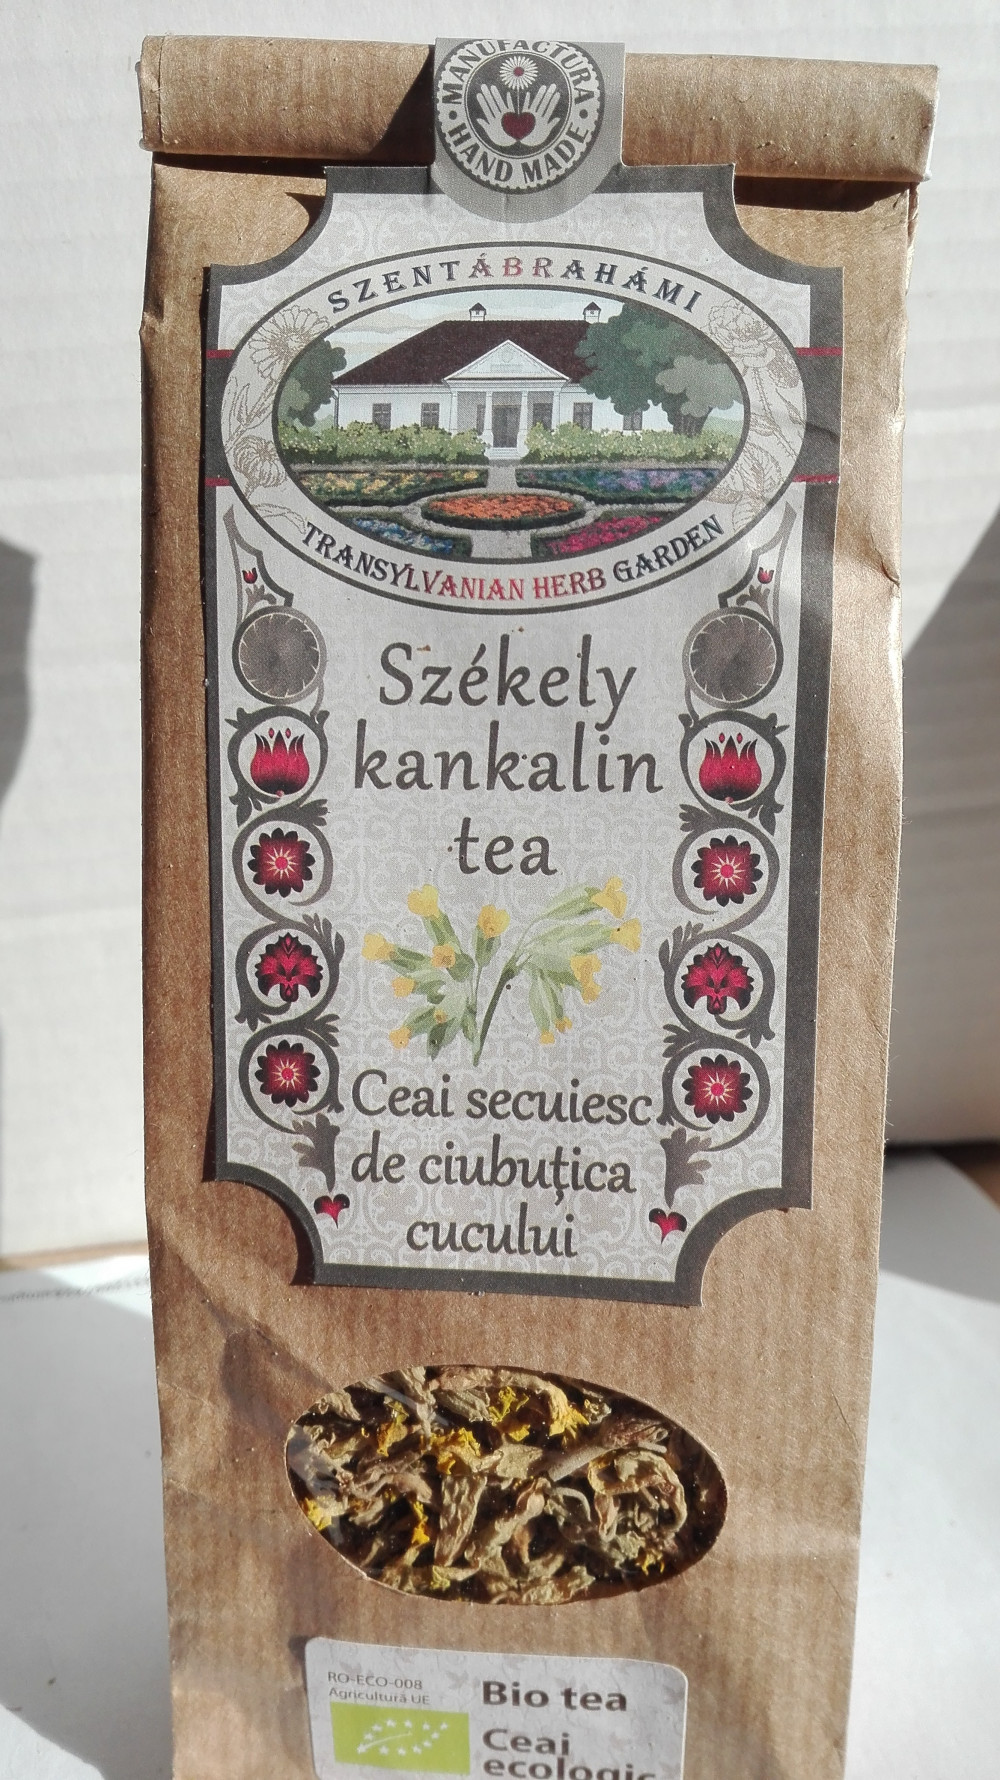 MANUFACTURA
HAND MADE
SZENTÁBRAHÁMI
TRANSYLVANIAN HERB GARDEN
Székely
kankalin
tea
Ceai secuiesc
de ciubuțica
cucului
RO-ECO-008
Agricultură UE
Bio tea
Ceai
ecologic